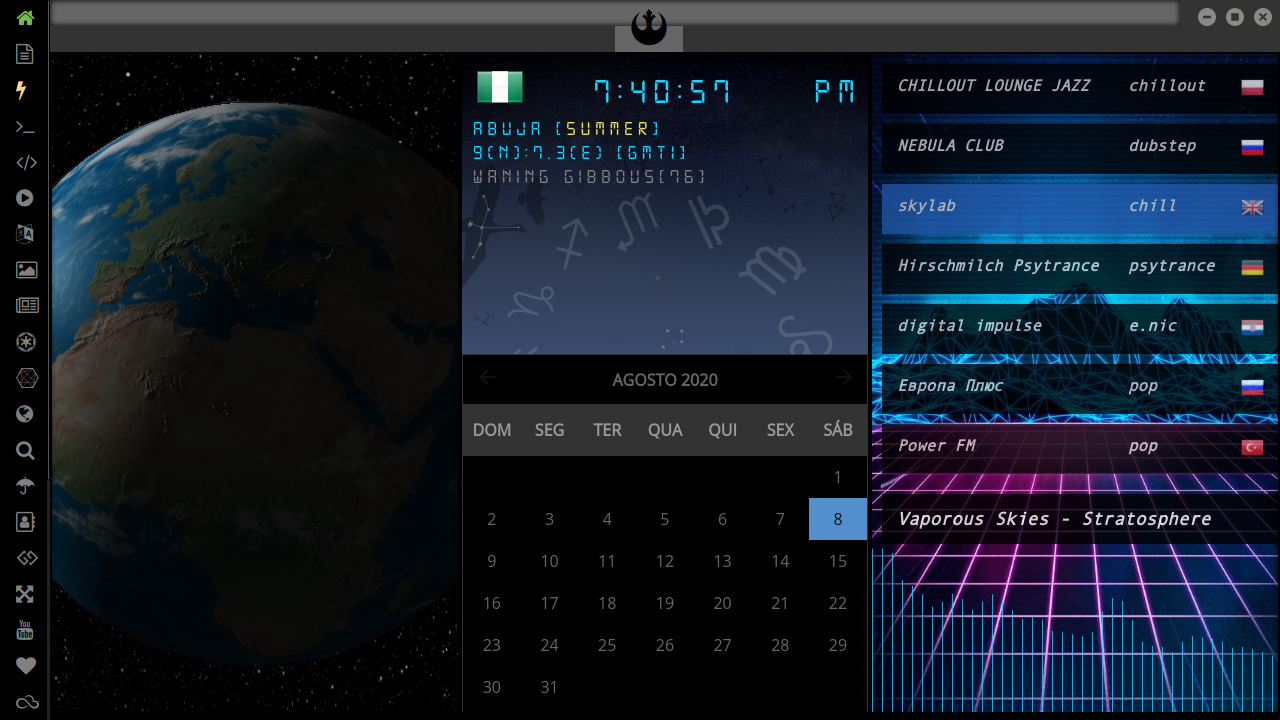 7:40:57 PM
ABUJA [SUMMER]
9(N):7.3(E) [GMT1]
WANING GIBBOUS[76]
AGOSTO 2020
DOM SEG TER QUA QUI SEX SÁB
1
2 3 4 5 6 7 8
9 10 11 12 13 14 15
16 17 18 19 20 21 22
23 24 25 26 27 28 29
30 31
CHILLOUT LOUNGE JAZZ chillout
NEBULA CLUB dubstep
skylab chill
Hirschmilch Psytrance psytrance
digital impulse e.nic
Европа Плюс pop
Power FM pop
Vaporous Skies - Stratosphere
You
Tube